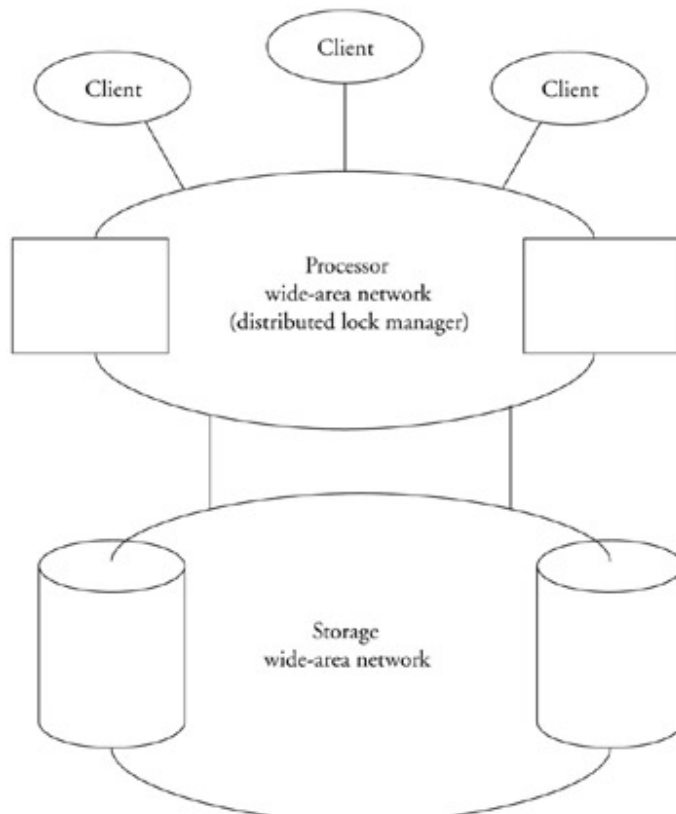 Client
Client
Client
Processor
wide-area network
(distributed lock manager)
Storage
wide-area network